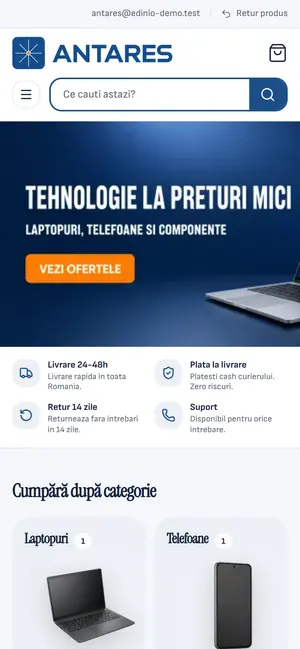 antares@edinio-demo.test
Retur produs
ANTARES
Ce cauti astazi?
TEHNOLOGIE LA PRETURI MICI
LAPTOPURI, TELEFOANE SI COMPONENTE
VEZI OFERTELE
Livrare 24-48h
Livrare rapida in toata
Romania.
Plata la livrare
Platesti cash curierului.
Zero riscuri.
Retur 14 zile
Returneaza fara intrebari
in 14 zile.
Suport
Disponibil pentru orice
intrebare.
Cumpără după categorie
Laptopuri 1
Telefoane 1